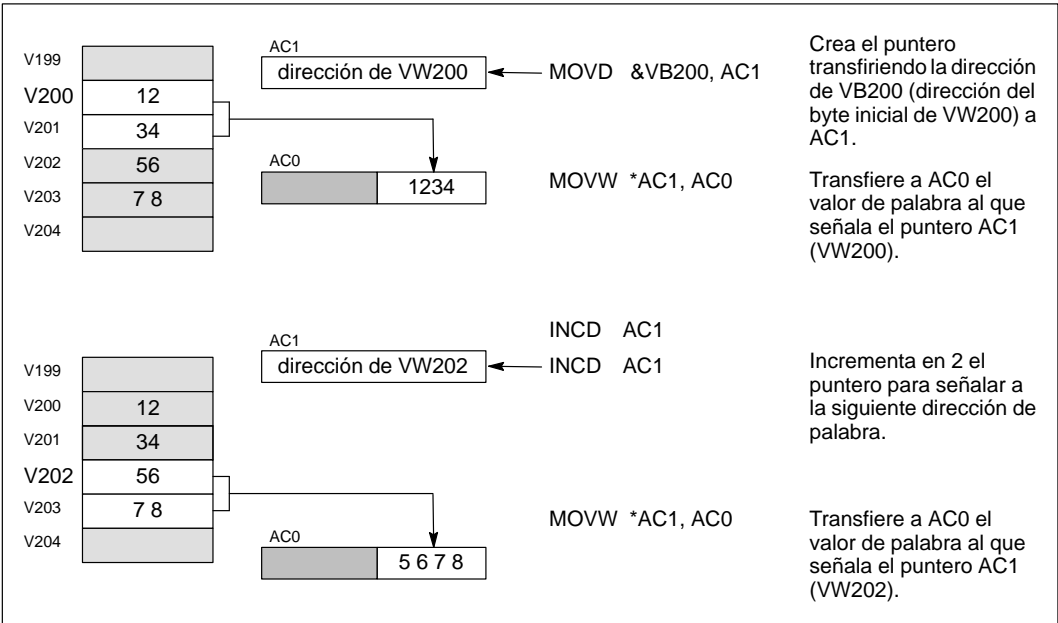 AC1
V199
dirección de VW200
MOVD &VB200, AC1
V200
12
V201
34
V202
56
V203
7 8
V204
AC0
1234
MOVW *AC1, AC0
Crea el puntero
transfiriendo la dirección
de VB200 (dirección del
byte inicial de VW200) a
AC1.
Transfiere a AC0 el
valor de palabra al que
señala el puntero AC1
(VW200).
AC1
dirección de VW202
INCD AC1
INCD AC1
V199
V200
12
V201
34
V202
56
V203
7 8
V204
AC0
5 6 7 8
MOVW *AC1, AC0
Incrementa en 2 el
puntero para señalar a
la siguiente dirección de
palabra.
Transfiere a AC0 el
valor de palabra al que
señala el puntero AC1
(VW202).